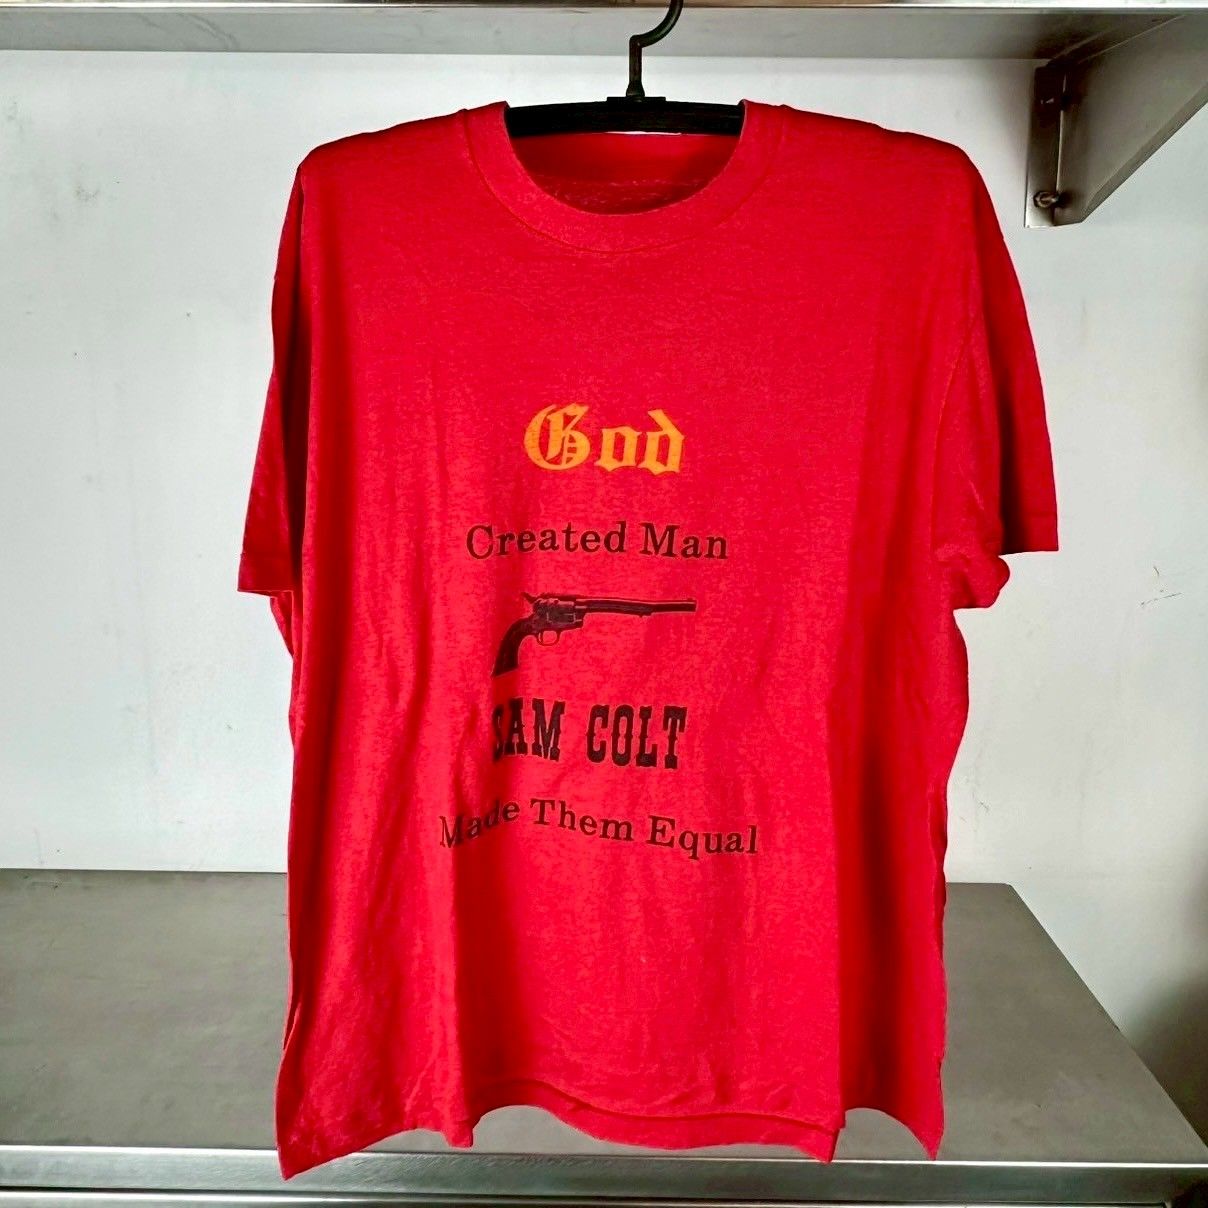 God
Created Man
SAM COLT
Made Them Equal